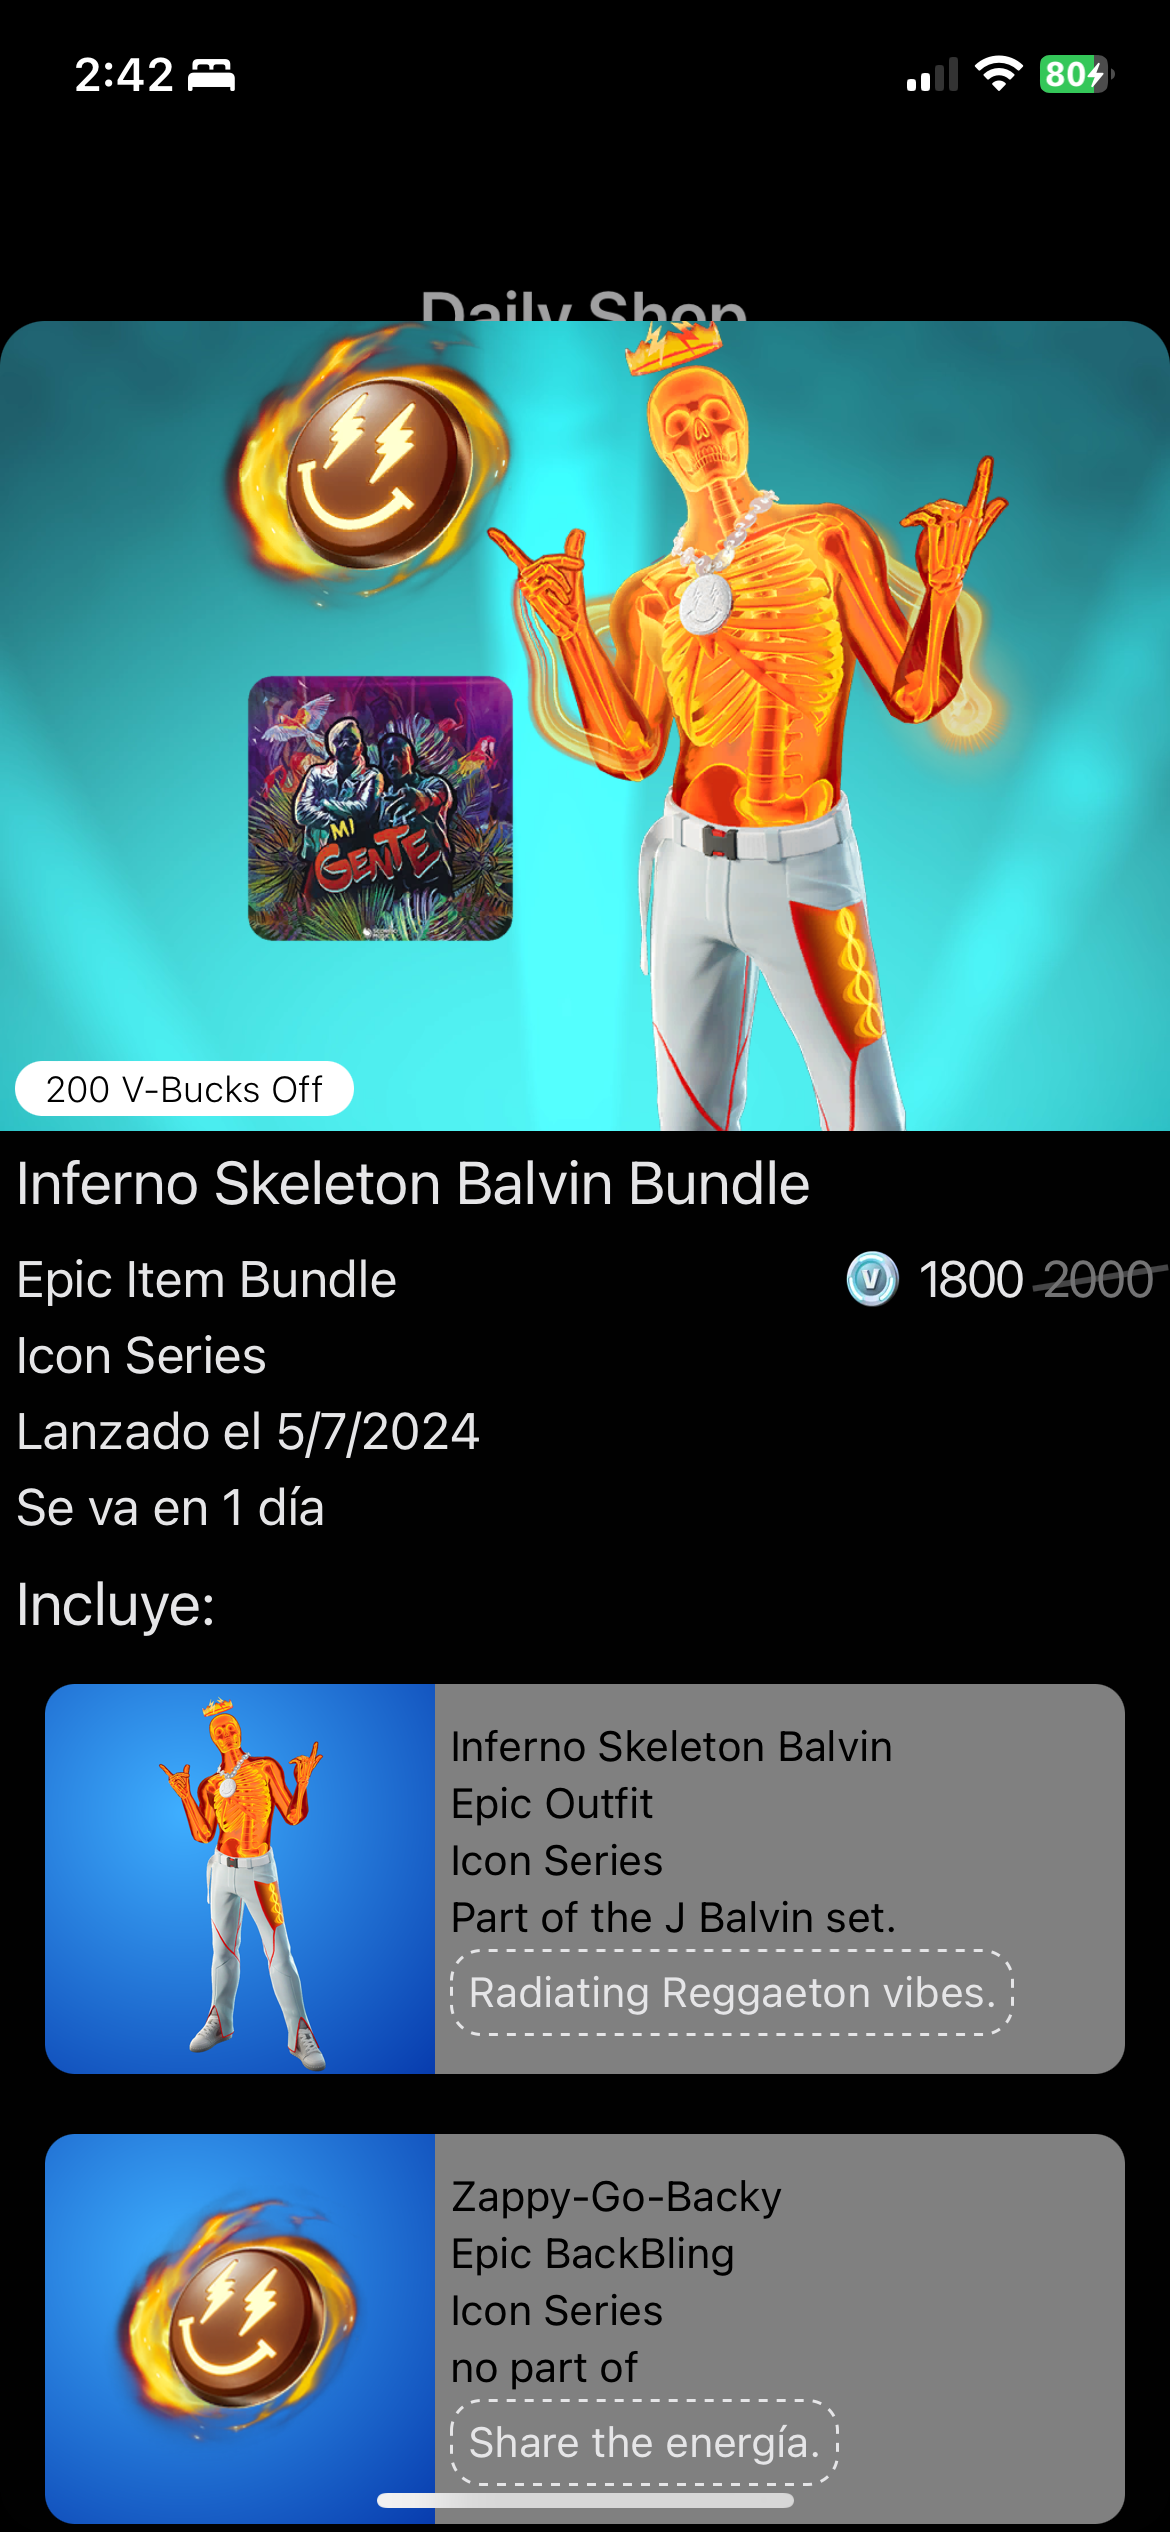 2:42
80
Daily Shop
MI
GENTE
200 V-Bucks Off
Inferno Skeleton Balvin Bundle
Epic Item Bundle
V 1800 2000
Icon Series
Lanzado el 5/7/2024
Se va en 1 día
Incluye:
Inferno Skeleton Balvin
Epic Outfit
Icon Series
Part of the J Balvin set.
Radiating Reggaeton vibes.
Zappy-Go-Backy
Epic BackBling
Icon Series
no part of
Share the energía.